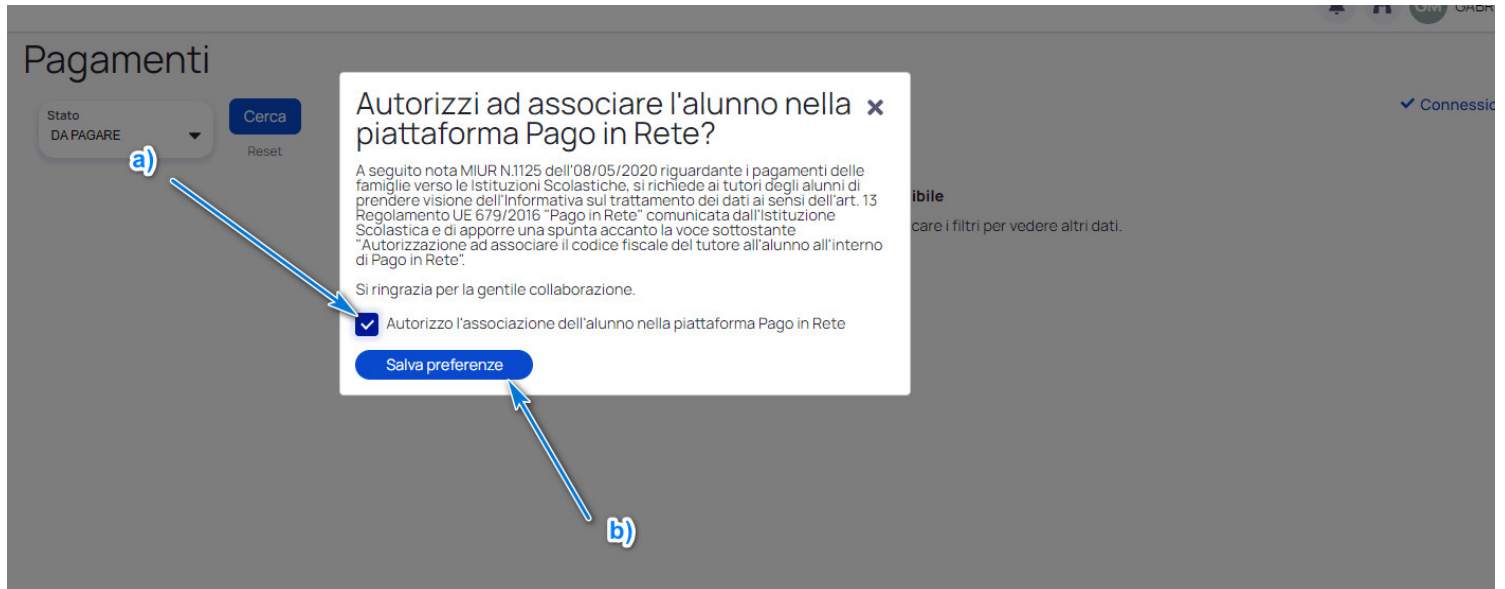 GM GABR
Pagamenti
Stato
DA PAGARE
Cerca
Reset
Connessio
a)
Autorizzi ad associare l'alunno nella
piattaforma Pago in Rete?
A seguito nota MIUR N.1125 dell'08/05/2020 riguardante i pagamenti delle
famiglie verso le Istituzioni Scolastiche, si richiede ai tutori degli alunni di
prendere visione dell'Informativa sul trattamento dei dati ai sensi dell'art. 13
Regolamento UE 679/2016 "Pago in Rete" comunicata dall'Istituzione
Scolastica e di apporre una spunta accanto la voce sottostante
"Autorizzazione ad associare il codice fiscale del tutore all'alunno all'interno
di Pago in Rete".
Si ringrazia per la gentile collaborazione.
Autorizzo l'associazione dell'alunno nella piattaforma Pago in Rete
Salva preferenze
ibile
care i filtri per vedere altri dati.
b)